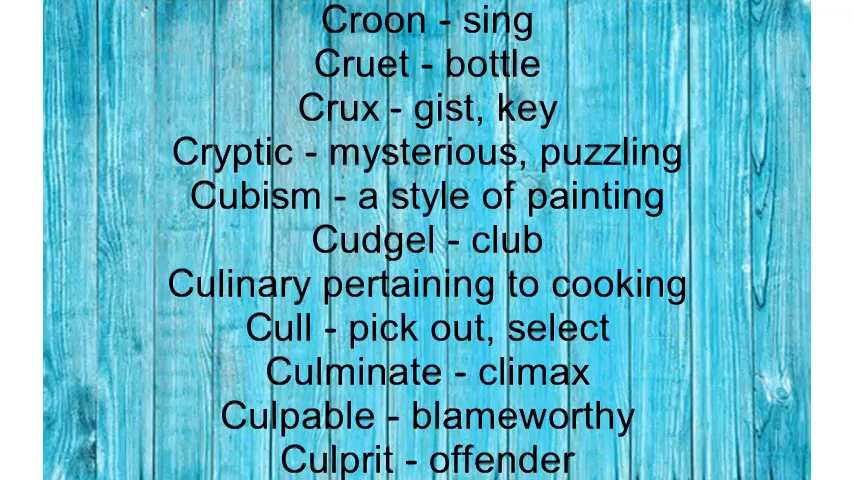 Croon - sing
Cruet - bottle
Crux - gist, key
Cryptic - mysterious, puzzling
Cubism - a style of painting
Cudgel - club
Culinary pertaining to cooking
Cull - pick out, select
Culminate - climax
Culpable - blameworthy
Culprit - offender